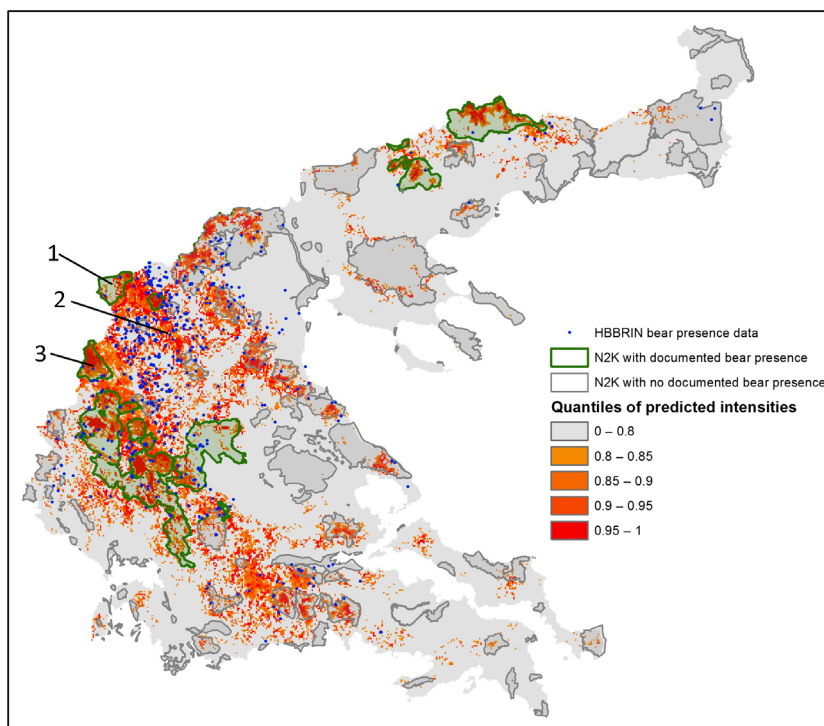 1
2
3
HBBRIN bear presence data
N2K with documented bear presence
N2K with no documented bear presence
Quantiles of predicted intensities
0 – 0.8
0.8 – 0.85
0.85 – 0.9
0.9 – 0.95
0.95 – 1